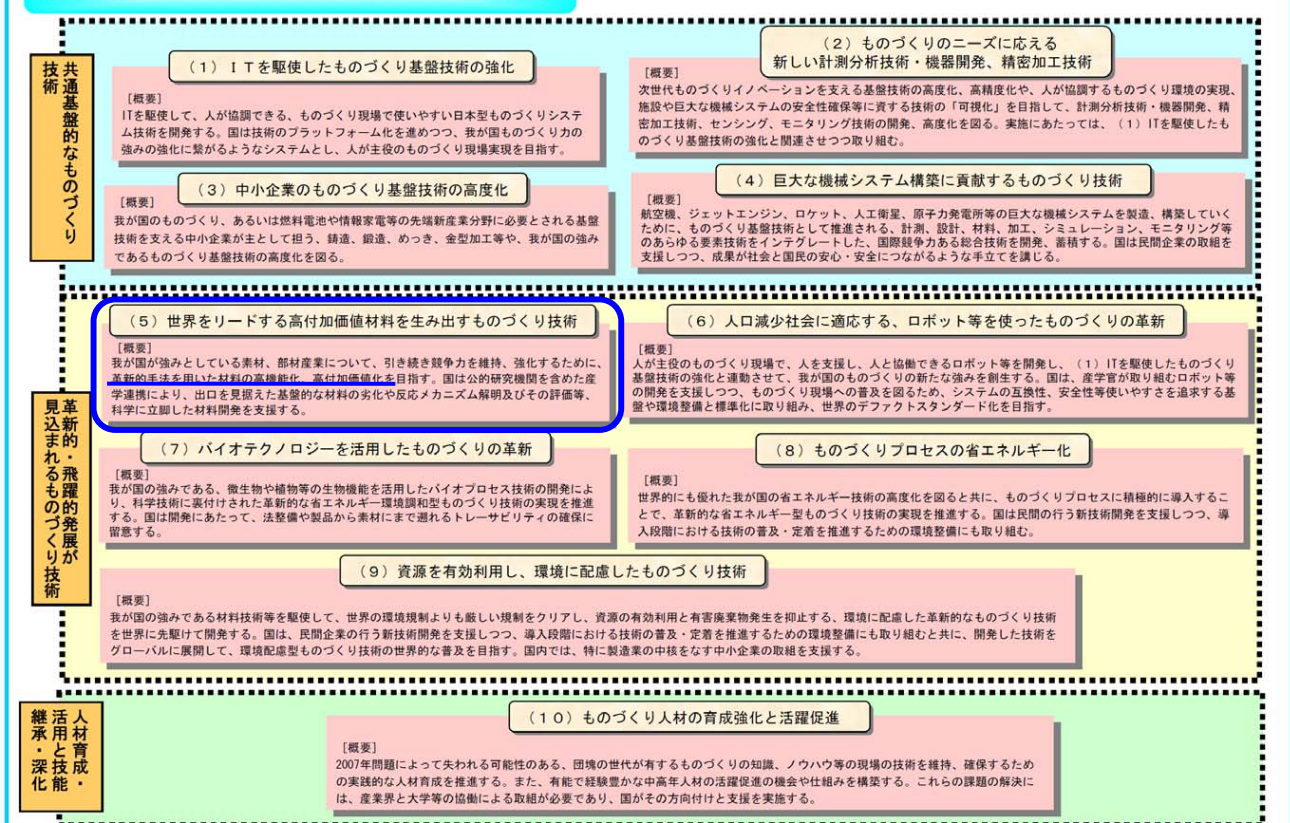 共通基盤的なものづくり
技術
（１）ＩＴを駆使したものづくり基盤技術の強化
［概要］
ITを駆使して、人が協調できる、ものづくり現場で使いやすい日本型ものづくりシステ
ム技術を開発する。国は技術のプラットフォーム化を進めつつ、我が国ものづくり力の
強みの強化に繋がるようなシステムとし、人が主役のものづくり現場実現を目指す。
（２）ものづくりのニーズに応える
新しい計測分析技術・機器開発、精密加工技術
［概要］
次世代ものづくりイノベーションを支える基盤技術の高度化、高精度化や、人が協調するものづくり環境の実現、
施設や巨大な機械システムの安全性確保等に資する技術の「可視化」を目指して、計測分析技術・機器開発、精
密加工技術、センシング、モニタリング技術の開発、高度化を図る。実施にあたっては、（１）ITを駆使したも
のづくり基盤技術の強化と関連させつつ取り組む。
（３）中小企業のものづくり基盤技術の高度化
［概要］
我が国のものづくり、あるいは燃料電池や情報家電等の先端新産業分野に必要とされる基盤
技術を支える中小企業が主として担う、鋳造、鍛造、めっき、金型加工等や、我が国の強み
であるものづくり基盤技術の高度化を図る。
（４）巨大な機械システム構築に貢献するものづくり技術
［概要］
航空機、ジェットエンジン、ロケット、人工衛星、原子力発電所等の巨大な機械システムを製造、構築していく
ために、ものづくり基盤技術として推進される、計測、設計、材料、加工、シミュレーション、モニタリング等
のあらゆる要素技術をインテグレートした、国際競争力ある総合技術を開発、蓄積する。国は民間企業の取組を
支援しつつ、成果が社会と国民の安心・安全につながるような手立てを講じる。
革新的・飛躍的発展が
見込まれるものづくり技術
（５）世界をリードする高付加価値材料を生み出すものづくり技術
［概要］
我が国が強みとしている素材、部材産業について、引き続き競争力を維持、強化するために、
革新的手法を用いた材料の高機能化、高付加価値化を目指す。国は公的研究機関を含めた産
学連携により、出口を見据えた基盤的な材料の劣化や反応メカニズム解明及びその評価等、
科学に立脚した材料開発を支援する。
（６）人口減少社会に適応する、ロボット等を使ったものづくりの革新
［概要］
人が主役のものづくり現場で、人を支援し、人と協働できるロボット等を開発し、（１）ITを駆使したものづくり
基盤技術の強化と連動させて、我が国のものづくりの新たな強みを創生する。国は、産学官が取り組むロボット等
の開発を支援しつつ、ものづくり現場への普及を図るため、システムの互換性、安全性等使いやすさを追求する基
盤や環境整備と標準化に取り組み、世界のデファクトスタンダード化を目指す。
（７）バイオテクノロジーを活用したものづくりの革新
［概要］
我が国の強みである、微生物や植物等の生物機能を活用したバイオプロセス技術の開発によ
り、科学技術に裏付けされた革新的な省エネルギー環境調和型ものづくり技術の実現を推進
する。国は開発にあたって、法整備や製品から素材にまで遡れるトレーサビリティの確保に
留意する。
（８）ものづくりプロセスの省エネルギー化
［概要］
世界的にも優れた我が国の省エネルギー技術の高度化を図ると共に、ものづくりプロセスに積極的に導入するこ
とで、革新的な省エネルギー型ものづくり技術の実現を推進する。国は民間の行う新技術開発を支援しつつ、導
入段階における技術の普及・定着を推進するための環境整備にも取り組む。
（９）資源を有効利用し、環境に配慮したものづくり技術
［概要］
我が国の強みである材料技術等を駆使して、世界の環境規制よりも厳しい規制をクリアし、資源の有効利用と有害廃棄物発生を抑止する、環境に配慮した革新的なものづくり技術
を世界に先駆けて開発する。国は、民間企業の行う新技術開発を支援しつつ、導入段階における技術の普及・定着を推進するための環境整備にも取り組むと共に、開発した技術を
グローバルに展開して、環境配慮型ものづくり技術の世界的な普及を目指す。国内では、特に製造業の中核をなす中小企業の取組を支援する。
人材育成・
活用と技能
継承・深化
（１０）ものづくり人材の育成強化と活躍促進
［概要］
2007年問題によって失われる可能性のある、団塊の世代が有するものづくりの知識、ノウハウ等の現場の技術を維持、確保するため
の実践的な人材育成を推進する。また、有能で経験豊かな中高年人材の活躍促進の機会や仕組みを構築する。これらの課題の解決に
は、産業界と大学等の協働による取組が必要であり、国がその方向付けと支援を実施する。